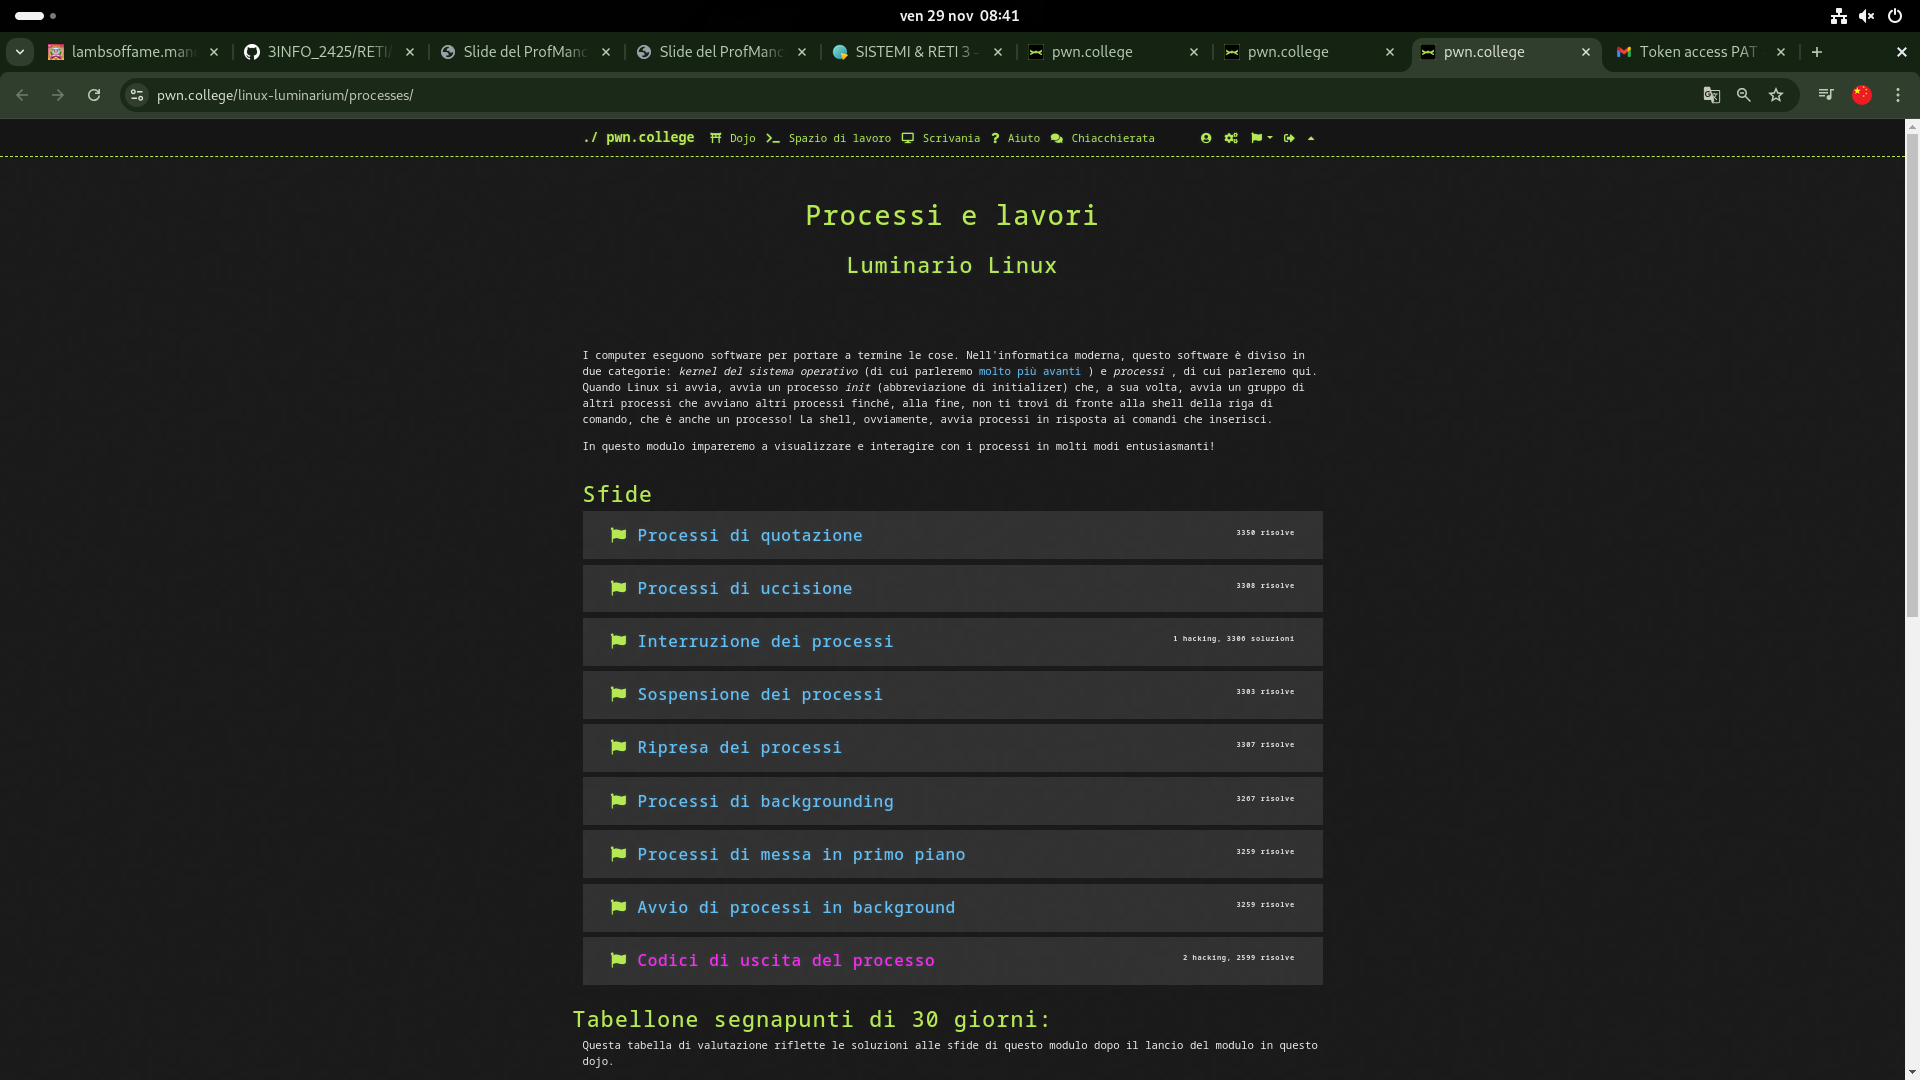 ven 29 nov 08:41
lambsoffame.man
3INFO_2425/RETI/
Slide del ProfManc
Slide del ProfManc
SISTEMI & RETI 3 -
pwn.college
pwn.college
pwn.college
Token access PAT
pwn.college/linux-luminarium/processes/
./ pwn.college Dojo Spazio di lavoro Scrivania Aiuto Chiacchierata
Processi e lavori
Luminario Linux
I computer eseguono software per portare a termine le cose. Nell'informatica moderna, questo software è diviso in
due categorie: kernel del sistema operativo (di cui parleremo molto più avanti ) e processi , di cui parleremo qui.
Quando Linux si avvia, avvia un processo init (abbreviazione di initializer) che, a sua volta, avvia un gruppo di
altri processi che avviano altri processi finché, alla fine, non ti trovi di fronte alla shell della riga di
comando, che è anche un processo! La shell, ovviamente, avvia processi in risposta ai comandi che inserisci.
In questo modulo impareremo a visualizzare e interagire con i processi in molti modi entusiasmanti!
Sfide
Processi di quotazione 3350 risolve
Processi di uccisione 3308 risolve
Interruzione dei processi 1 hacking, 3306 soluzioni
Sospensione dei processi 3303 risolve
Ripresa dei processi 3307 risolve
Processi di backgrounding 3267 risolve
Processi di messa in primo piano 3259 risolve
Avvio di processi in background 3259 risolve
Codici di uscita del processo 2 hacking, 2599 risolve
Tabellone segnapunti di 30 giorni:
Questa tabella di valutazione riflette le soluzioni alle sfide di questo modulo dopo il lancio del modulo in questo
dojo.